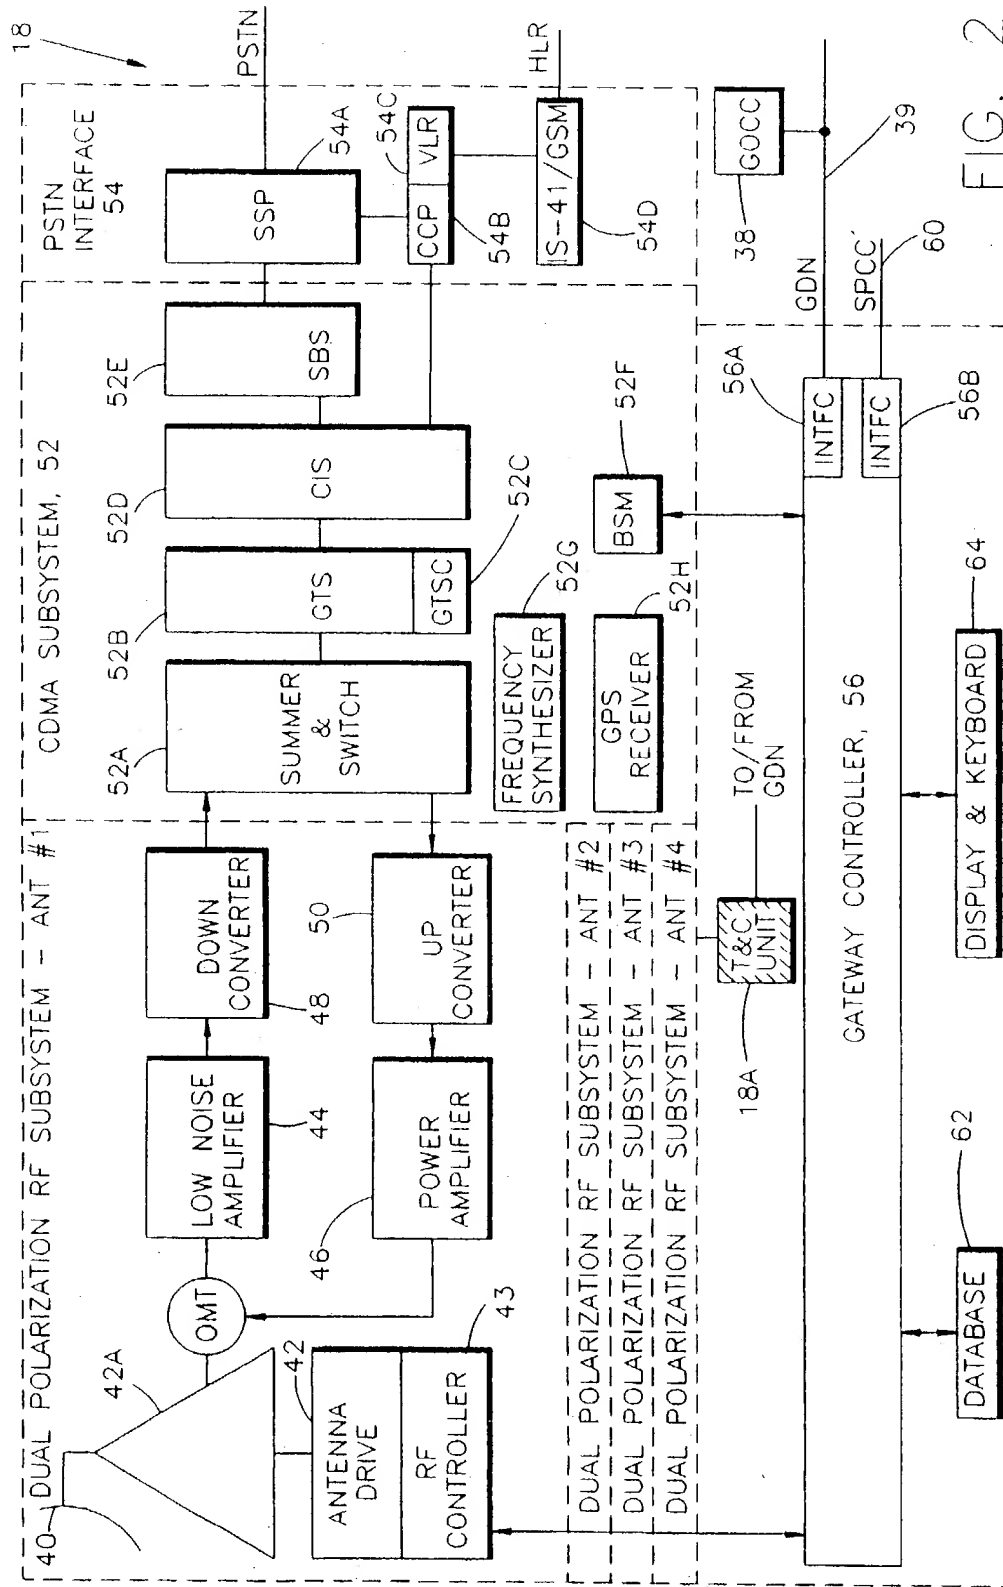 18
DUAL POLARIZATION RF SUBSYSTEM – ANT #1
40
42A
OMT
LOW NOISE
AMPLIFIER
44
DOWN
CONVERTER
48
46
POWER
AMPLIFIER
50
UP
CONVERTER
42
ANTENNA
DRIVE
RF
CONTROLLER
43
DUAL POLARIZATION RF SUBSYSTEM – ANT #2
DUAL POLARIZATION RF SUBSYSTEM – ANT #3
DUAL POLARIZATION RF SUBSYSTEM – ANT #4
CDMA SUBSYSTEM, 52
52A
SUMMER
&
SWITCH
52B
GTS
GTSC
52C
52D
CIS
52E
SBS
FREQUENCY
SYNTHESIZER
52G
GPS
RECEIVER
52H
BSM
52F
PSTN
INTERFACE
54
SSP
54A
PSTN
CCP
VLR
54C
54B
IS-41/GSM
54D
HLR
T&C
UNIT
18A
TO/FROM
GDN
GATEWAY CONTROLLER, 56
INTFC
56A
INTFC
56B
GDN
SPCC
60
38
GOCC
39
DATABASE
62
DISPLAY & KEYBOARD
64
FIG. 2